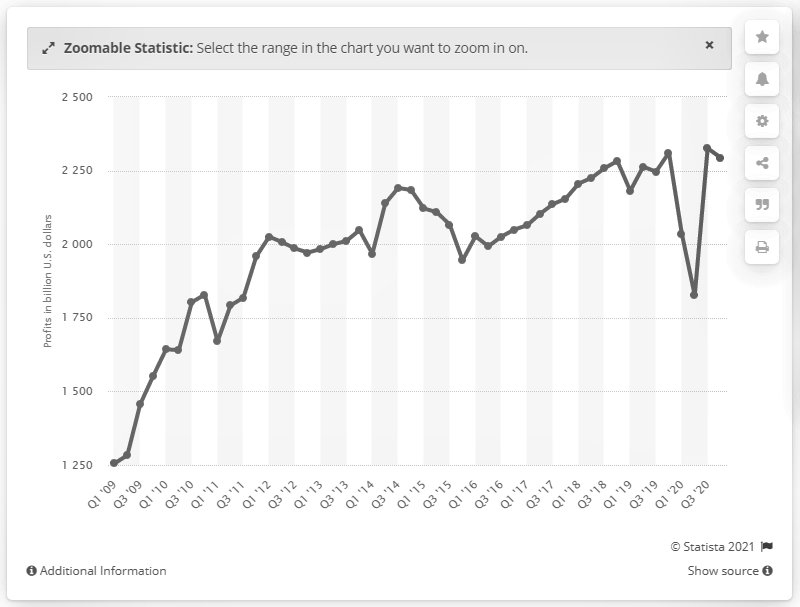 Zoomable Statistic: Select the range in the chart you want to zoom in on.
2 500
2 250
2 000
1 750
1 500
1 250
Profits in billion U.S. dollars
Q1 '09
Q3 '09
Q1 '10
Q3 '10
Q1 '11
Q3 '11
Q1 '12
Q3 '12
Q1 '13
Q3 '13
Q1 '14
Q3 '14
Q1 '15
Q3 '15
Q1 '16
Q3 '16
Q1 '17
Q3 '17
Q1 '18
Q3 '18
Q1 '19
Q3 '19
Q1 '20
Q3 '20
© Statista 2021
Additional Information
Show source